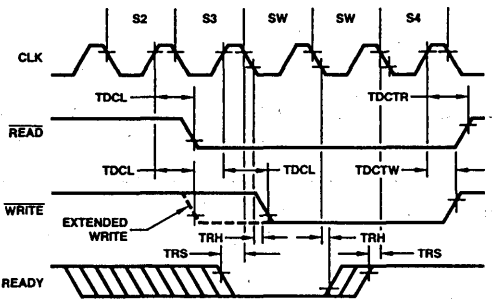 S2 S3 SW SW S4
CLK
TDCL TDCTR
READ
TDCL TDCL TDCTW
WRITE
EXTENDED
WRITE
TRH TRH
TRS TRS
READY